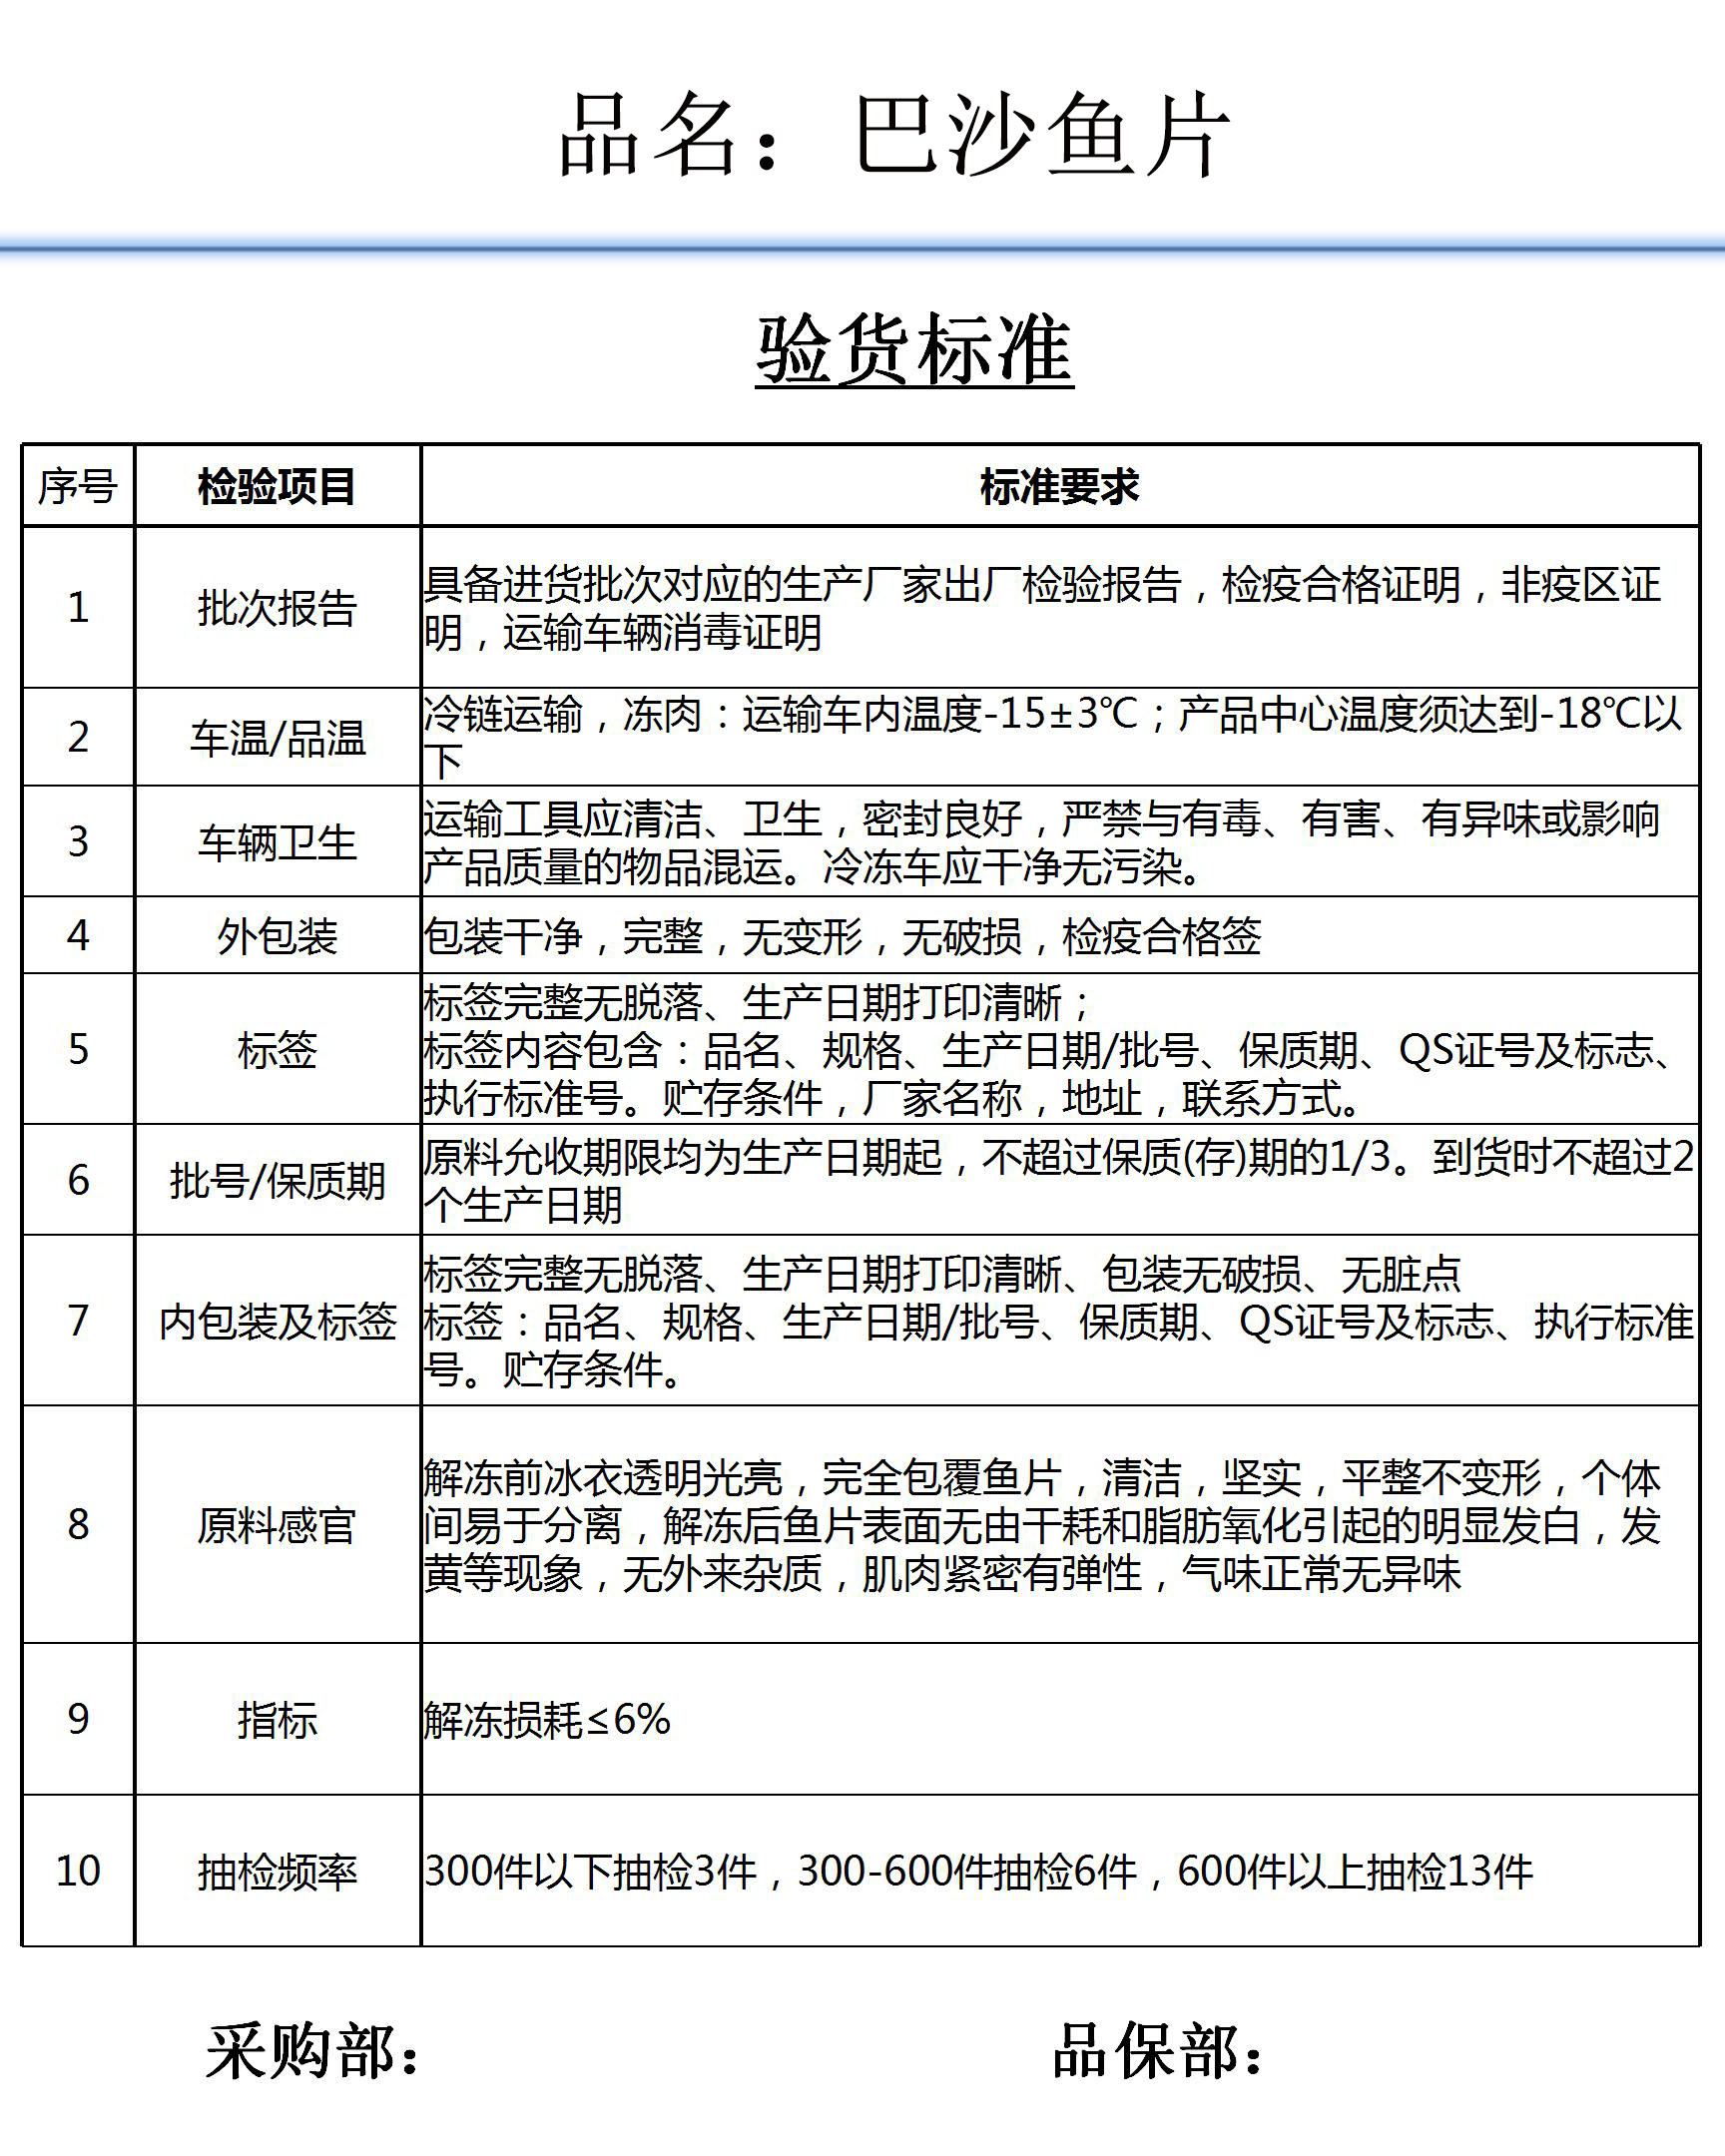 品名：巴沙鱼片
验货标准
序号 检验项目 标准要求
1 批次报告 具备进货批次对应的生产厂家出厂检验报告，检疫合格证明，非疫区证
明，运输车辆消毒证明
2 车温/品温 冷链运输，冻肉：运输车内温度-15±3℃；产品中心温度须达到-18℃以
下
3 车辆卫生 运输工具应清洁、卫生，密封良好，严禁与有毒、有害、有异味或影响
产品质量的物品混运。冷冻车应干净无污染。
4 外包装 包装干净，完整，无变形，无破损，检疫合格签
5 标签 标签完整无脱落、生产日期打印清晰；
标签内容包含：品名、规格、生产日期/批号、保质期、QS证号及标志、
执行标准号。贮存条件，厂家名称，地址，联系方式。
6 批号/保质期 原料允收期限均为生产日期起，不超过保质(存)期的1/3。到货时不超过2
个生产日期
7 内包装及标签 标签完整无脱落、生产日期打印清晰、包装无破损、无脏点
标签：品名、规格、生产日期/批号、保质期、QS证号及标志、执行标准
号。贮存条件。
8 原料感官 解冻前冰衣透明光亮，完全包覆鱼片，清洁，坚实，平整不变形，个体
间易于分离，解冻后鱼片表面无由干耗和脂肪氧化引起的明显发白，发
黄等现象，无外来杂质，肌肉紧密有弹性，气味正常无异味
9 指标 解冻损耗≤6%
10 抽检频率 300件以下抽检3件，300-600件抽检6件，600件以上抽检13件
采购部： 品保部：